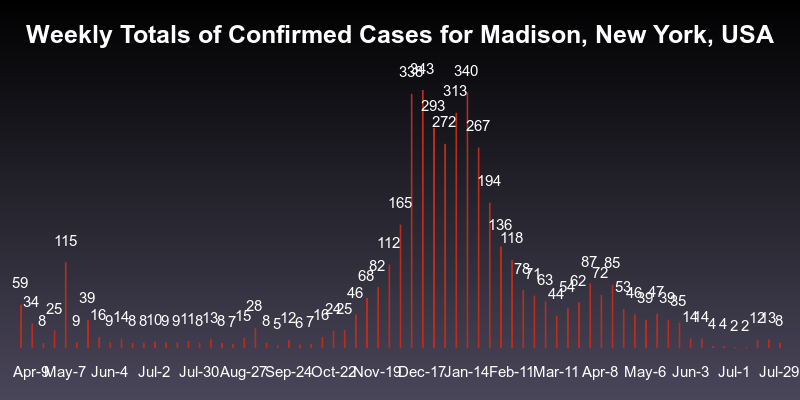 Weekly Totals of Confirmed Cases for Madison, New York, USA
59 34 8 25 115 9 39 16 9 14 8 8 10 9 9 11 8 13 8 7 15 28 8 5 12 6 7 16 24 25 46 68 82 112 165 338 343 293 272 313 340 267 194 136 118 78 71 63 44 54 62 87 72 85 53 46 39 47 39 35 14 14 4 4 2 2 12 13 8
Apr-9 May-7 Jun-4 Jul-2 Jul-30 Aug-27 Sep-24 Oct-22 Nov-19 Dec-17 Jan-14 Feb-11 Mar-11 Apr-8 May-6 Jun-3 Jul-1 Jul-29